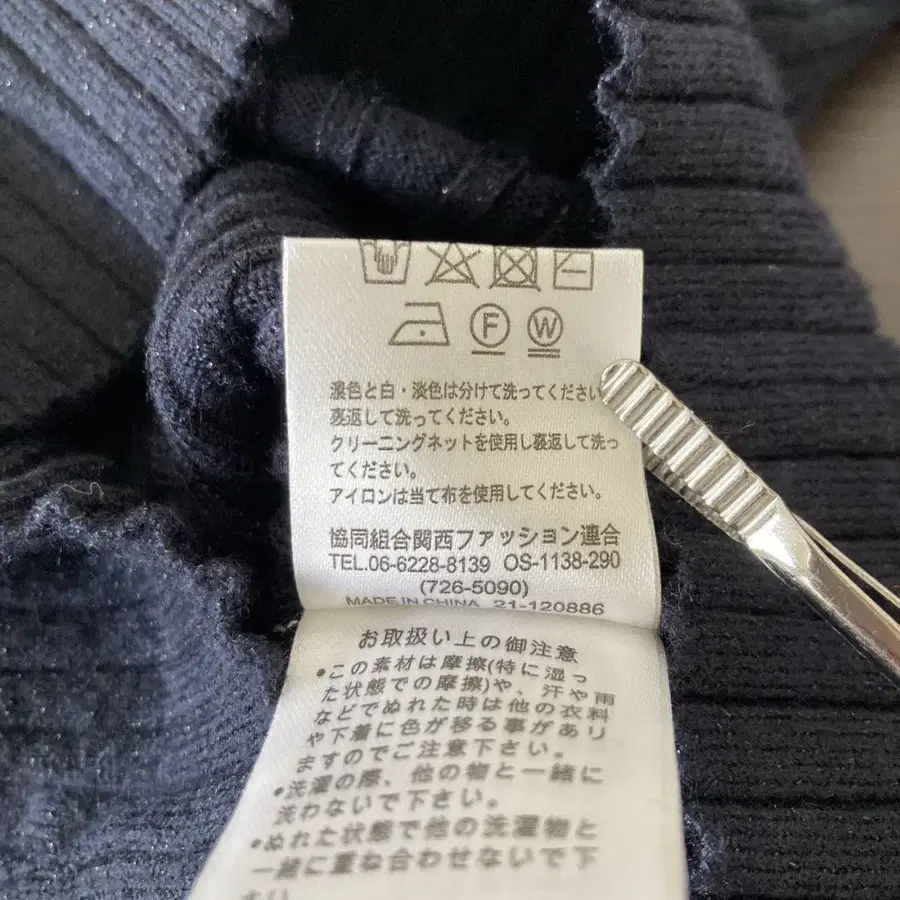 F W
濃色と白・淡色は分けて洗ってください
裏返して洗ってください。
クリーニングネットを使用し裏返して洗っ
てください。
アイロンは当て布を使用してください。
協同組合関西ファッション連合
TEL.06-6228-8139 OS-1138-290
(726-5090)
MADE IN CHINA 21-120886
お取扱い上の御注意
•この素材は摩擦(特に湿っ
た状態での摩擦)や、汗や雨
などでぬれた時は他の衣料
や下着に色が移る事があり
ますのでご注意下さい。
•洗濯の際、他の物と一緒に
洗わないで下さい。
•ぬれた状態で他の洗濯物と
一緒に重ね合わせないで下
さい。